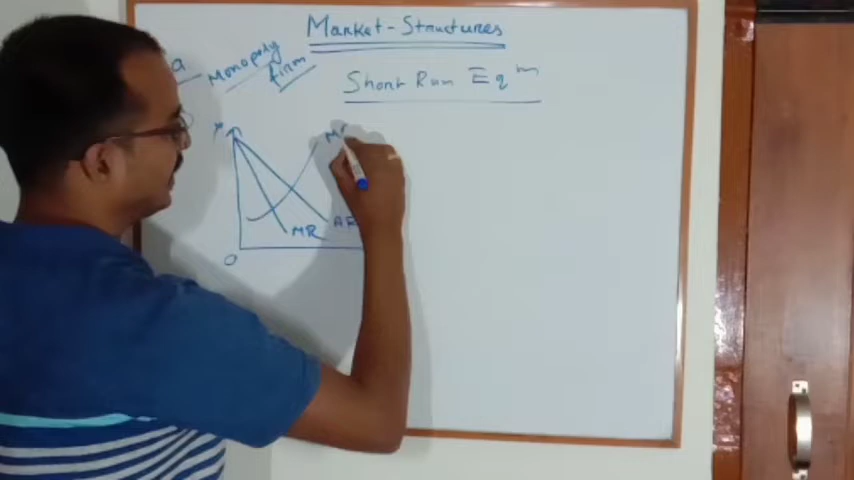 Market-Structures
a Monopoly
firm
Short Run Eqm
P
M
MR
AR
O